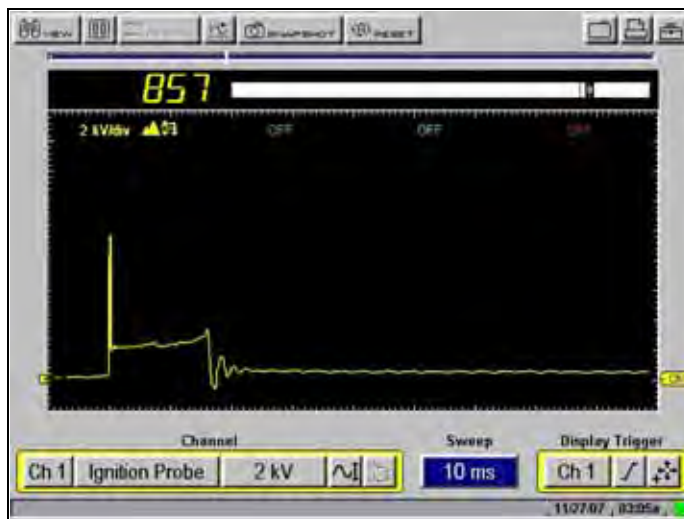 VIEW SNAPSHOT RESET
857
2 kV/div OFF OFF OFF
Channel Sweep Display Trigger
Ch 1 Ignition Probe 2 kV 10 ms Ch 1
11/27/07 , 03:05a ,